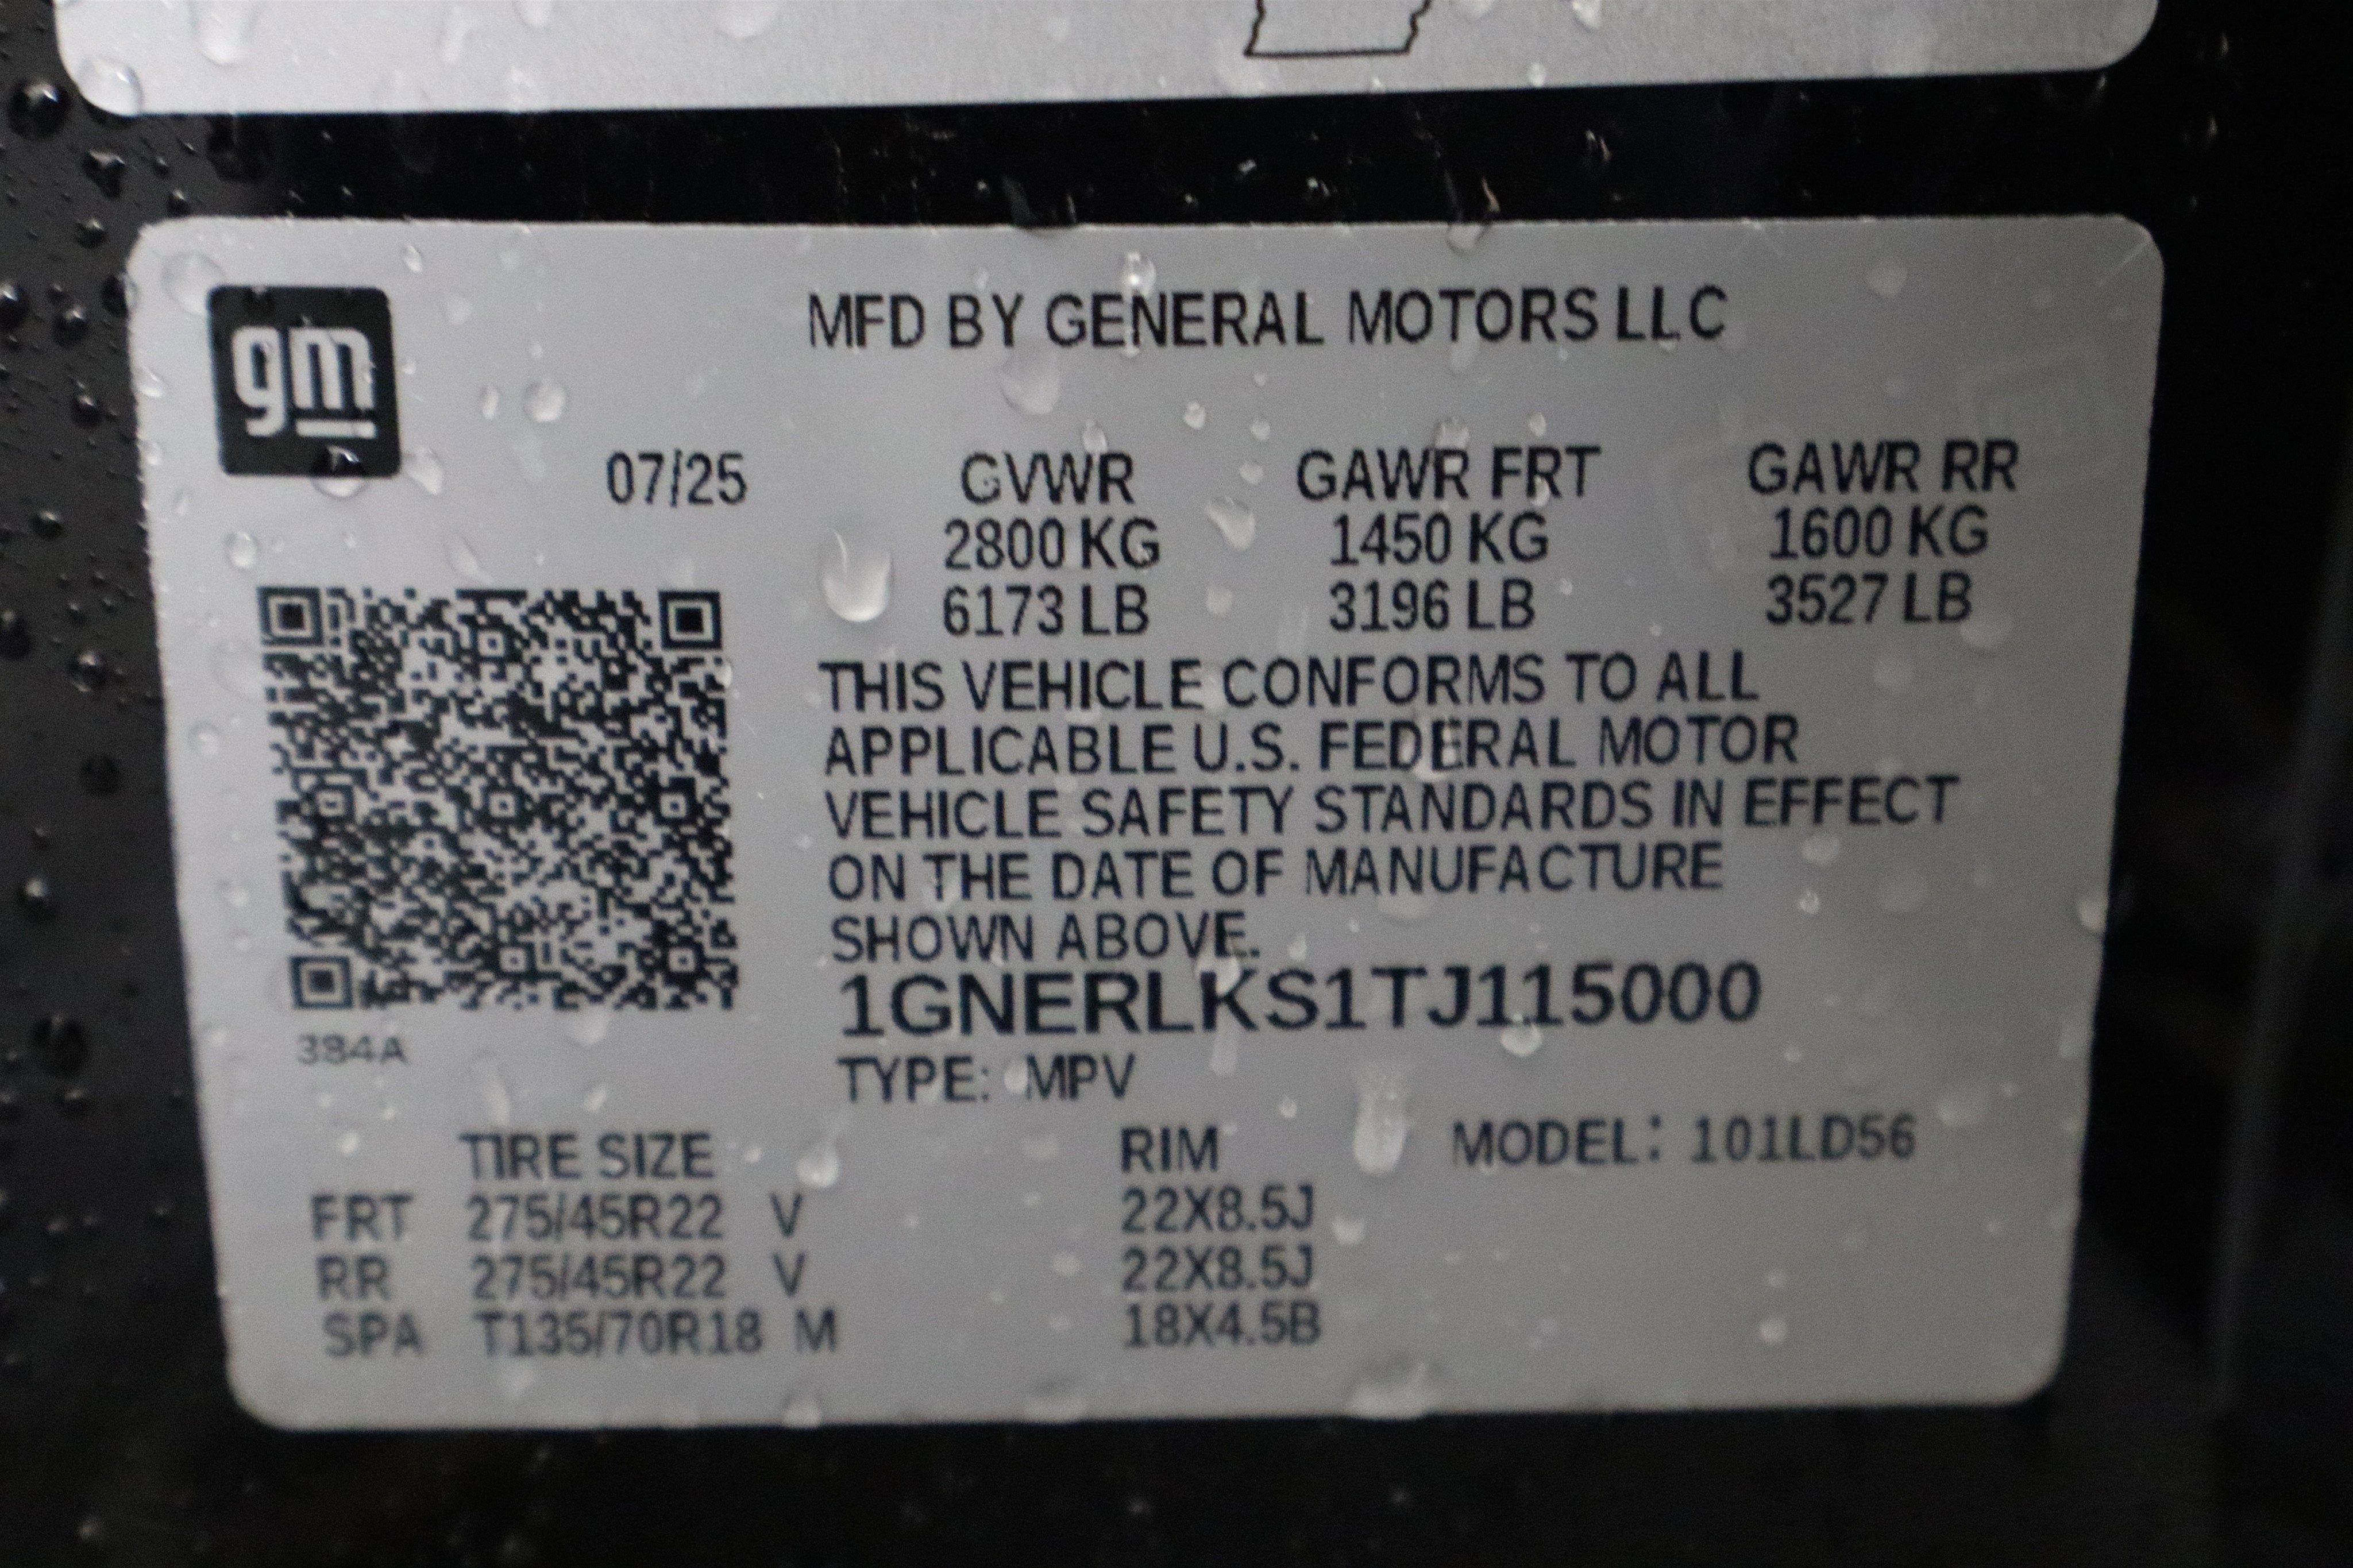 gm
MFD BY GENERAL MOTORS LLC
07/25 GVWR GAWR FRT GAWR RR
2800 KG 1450 KG 1600 KG
6173 LB 3196 LB 3527 LB
THIS VEHICLE CONFORMS TO ALL
APPLICABLE U.S. FEDERAL MOTOR
VEHICLE SAFETY STANDARDS IN EFFECT
ON THE DATE OF MANUFACTURE
SHOWN ABOVE.
1GNERLKS1TJ115000
384A
TYPE: MPV
TIRE SIZE RIM MODEL: 101LD56
FRT 275/45R22 V 22X8.5J
RR 275/45R22 V 22X8.5J
SPA T135/70R18 M 18X4.5B